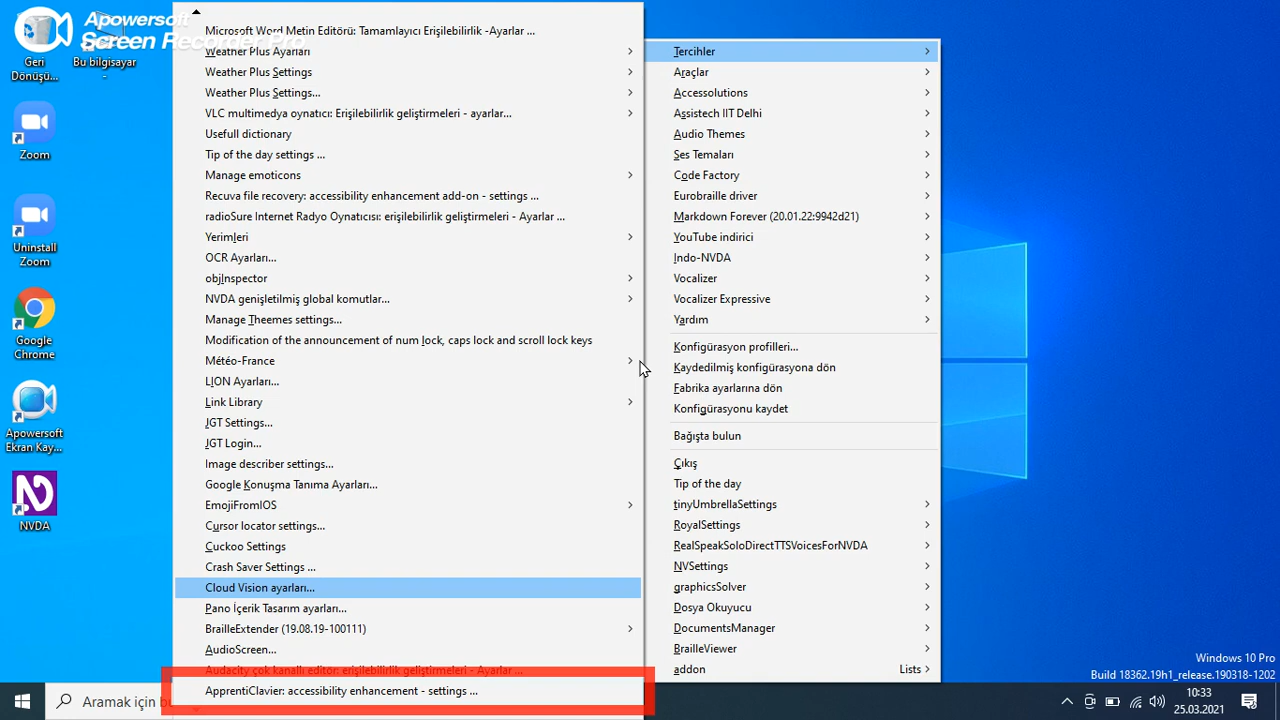 Apowersoft
Screen Recorder Pro
Geri
Dönüşü...
Bu bilgisayar
-
Zoom
Uninstall
Zoom
Google
Chrome
Apowersoft
Ekran Kay...
NVDA
Microsoft Word Metin Editörü: Tamamlayıcı Erişilebilirlik -Ayarlar ...
Weather Plus Ayarları
Weather Plus Settings
Weather Plus Settings...
VLC multimedya oynatıcı: Erişilebilirlik geliştirmeleri - ayarlar...
Usefull dictionary
Tip of the day settings ...
Manage emoticons
Recuva file recovery: accessibility enhancement add-on - settings ...
radioSure Internet Radyo Oynatıcısı: erişilebilirlik geliştirmeleri - Ayarlar ...
Yerimleri
OCR Ayarları...
objInspector
NVDA genişletilmiş global komutlar...
Manage Theemes settings...
Modification of the announcement of num lock, caps lock and scroll lock keys
Météo-France
LION Ayarları...
Link Library
JGT Settings...
JGT Login...
Image describer settings...
Google Konuşma Tanıma Ayarları...
EmojiFromIOS
Cursor locator settings...
Cuckoo Settings
Crash Saver Settings ...
Cloud Vision ayarları...
Pano İçerik Tasarım ayarları...
BrailleExtender (19.08.19-100111)
AudioScreen...
Audacity çok kanallı editör: erişilebilirlik geliştirmeleri - Ayarlar ...
ApprentiClavier: accessibility enhancement - settings ...
Tercihler
Araçlar
Accessolutions
Assistech IIT Delhi
Audio Themes
Ses Temaları
Code Factory
Eurobraille driver
Markdown Forever (20.01.22:9942d21)
YouTube indirici
Indo-NVDA
Vocalizer
Vocalizer Expressive
Yardım
Konfigürasyon profilleri...
Kaydedilmiş konfigürasyona dön
Fabrika ayarlarına dön
Konfigürasyonu kaydet
Bağışta bulun
Çıkış
Tip of the day
tinyUmbrellaSettings
RoyalSettings
RealSpeakSoloDirectTTSVoicesForNVDA
NVSettings
graphicsSolver
Dosya Okuyucu
DocumentsManager
BrailleViewer
addon Lists
Windows 10 Pro
Build 18362.19h1_release.190318-1202
Aramak için
10:33
25.03.2021